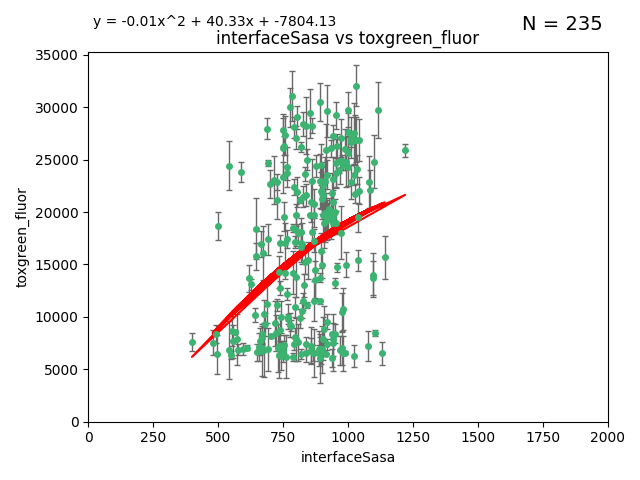 y = -0.01x^2 + 40.33x + -7804.13
N = 235
interfaceSasa vs toxgreen_fluor
35000
30000
25000
20000
15000
10000
5000
0
toxgreen_fluor
0 250 500 750 1000 1250 1500 1750 2000
interfaceSasa